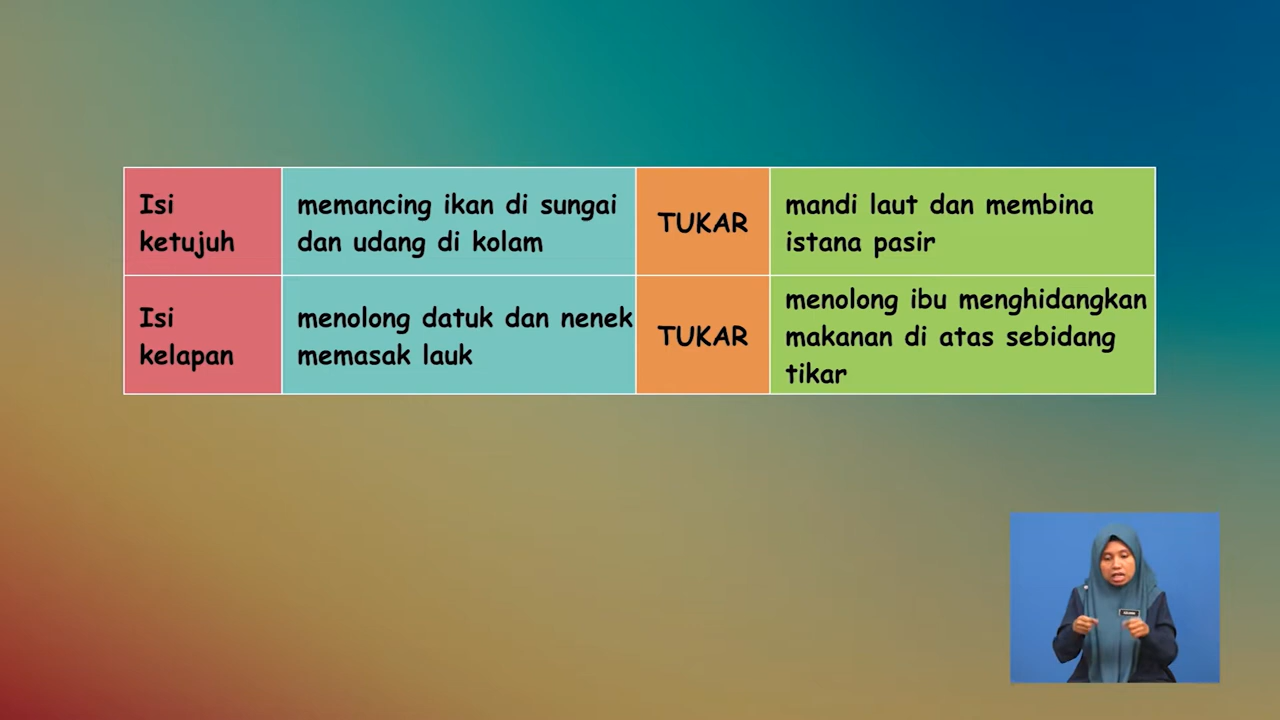 Isi
ketujuh
memancing ikan di sungai
dan udang di kolam
TUKAR
mandi laut dan membina
istana pasir
Isi
kelapan
menolong datuk dan nenek
memasak lauk
TUKAR
menolong ibu menghidangkan
makanan di atas sebidang
tikar